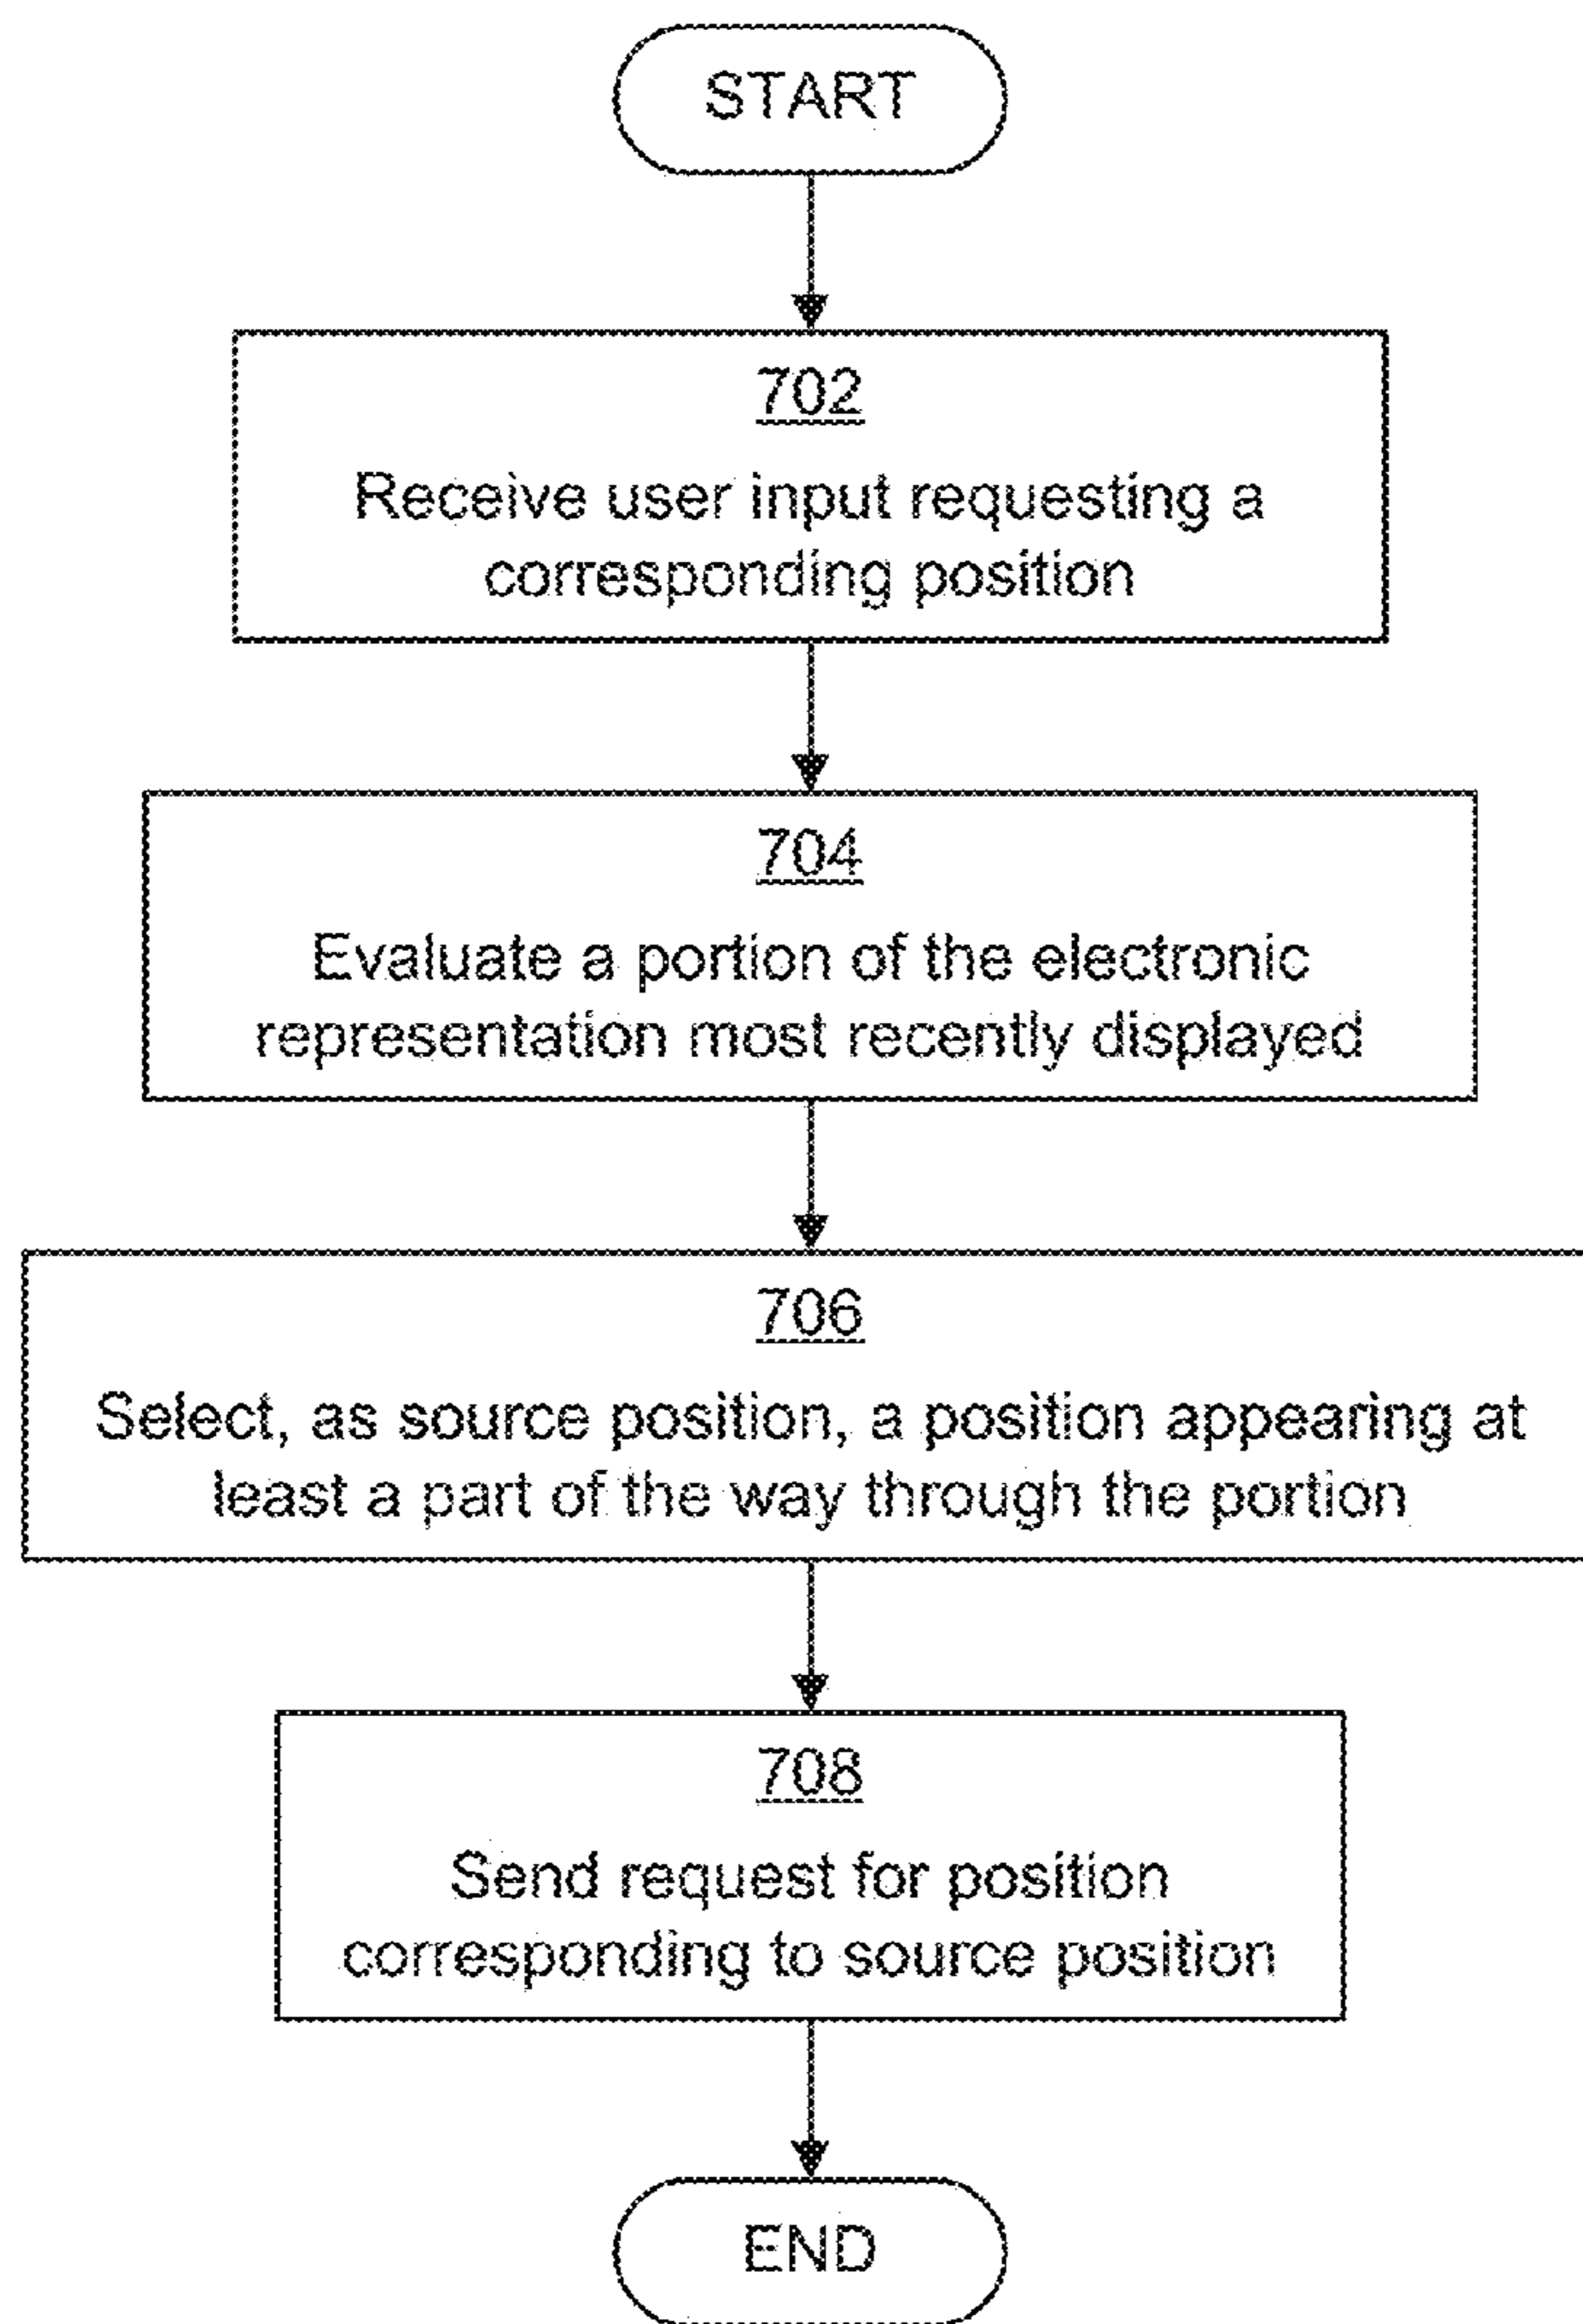 START
702
Receive user input requesting a
corresponding position
704
Evaluate a portion of the electronic
representation most recently displayed
706
Select, as source position, a position appearing at
least a part of the way through the portion
708
Send request for position
corresponding to source position
END